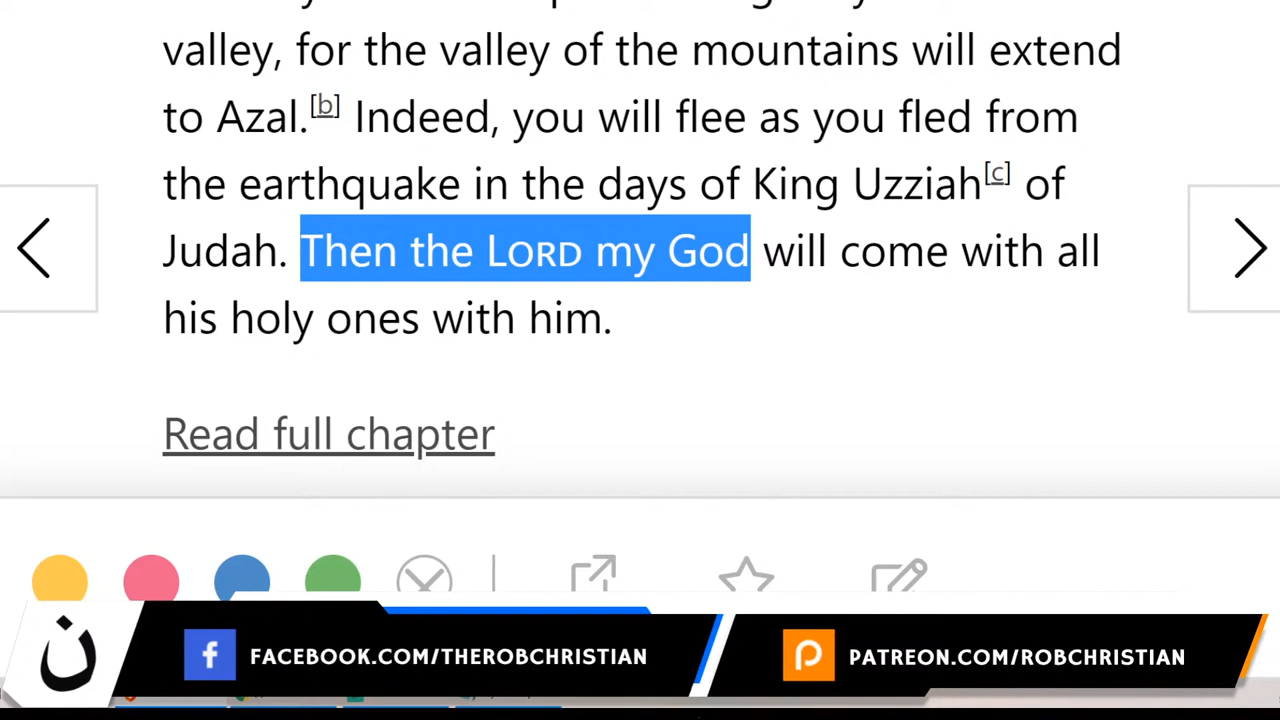 valley, for the valley of the mountains will extend
to Azal.[b] Indeed, you will flee as you fled from
the earthquake in the days of King Uzziah[c] of
Judah. Then the LORD my God will come with all
his holy ones with him.
Read full chapter
ن
f FACEBOOK.COM/THEROBCHRISTIAN
PATREON.COM/ROBCHRISTIAN